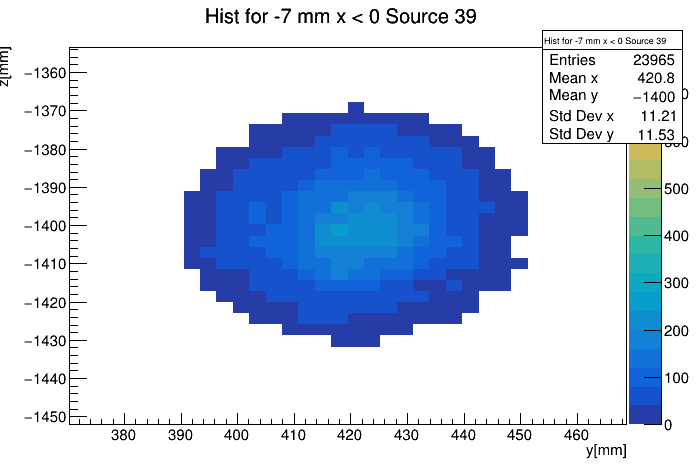 Hist for -7 mm x < 0 Source 39
z[mm]
Hist for -7 mm x < 0 Source 39
Entries 23965
Mean x 420.8
Mean y −1400
Std Dev x 11.21
Std Dev y 11.53
−1360
−1370
−1380
−1390
−1400
−1410
−1420
−1430
−1440
−1450
500
400
300
200
100
0
380 390 400 410 420 430 440 450 460
y[mm]